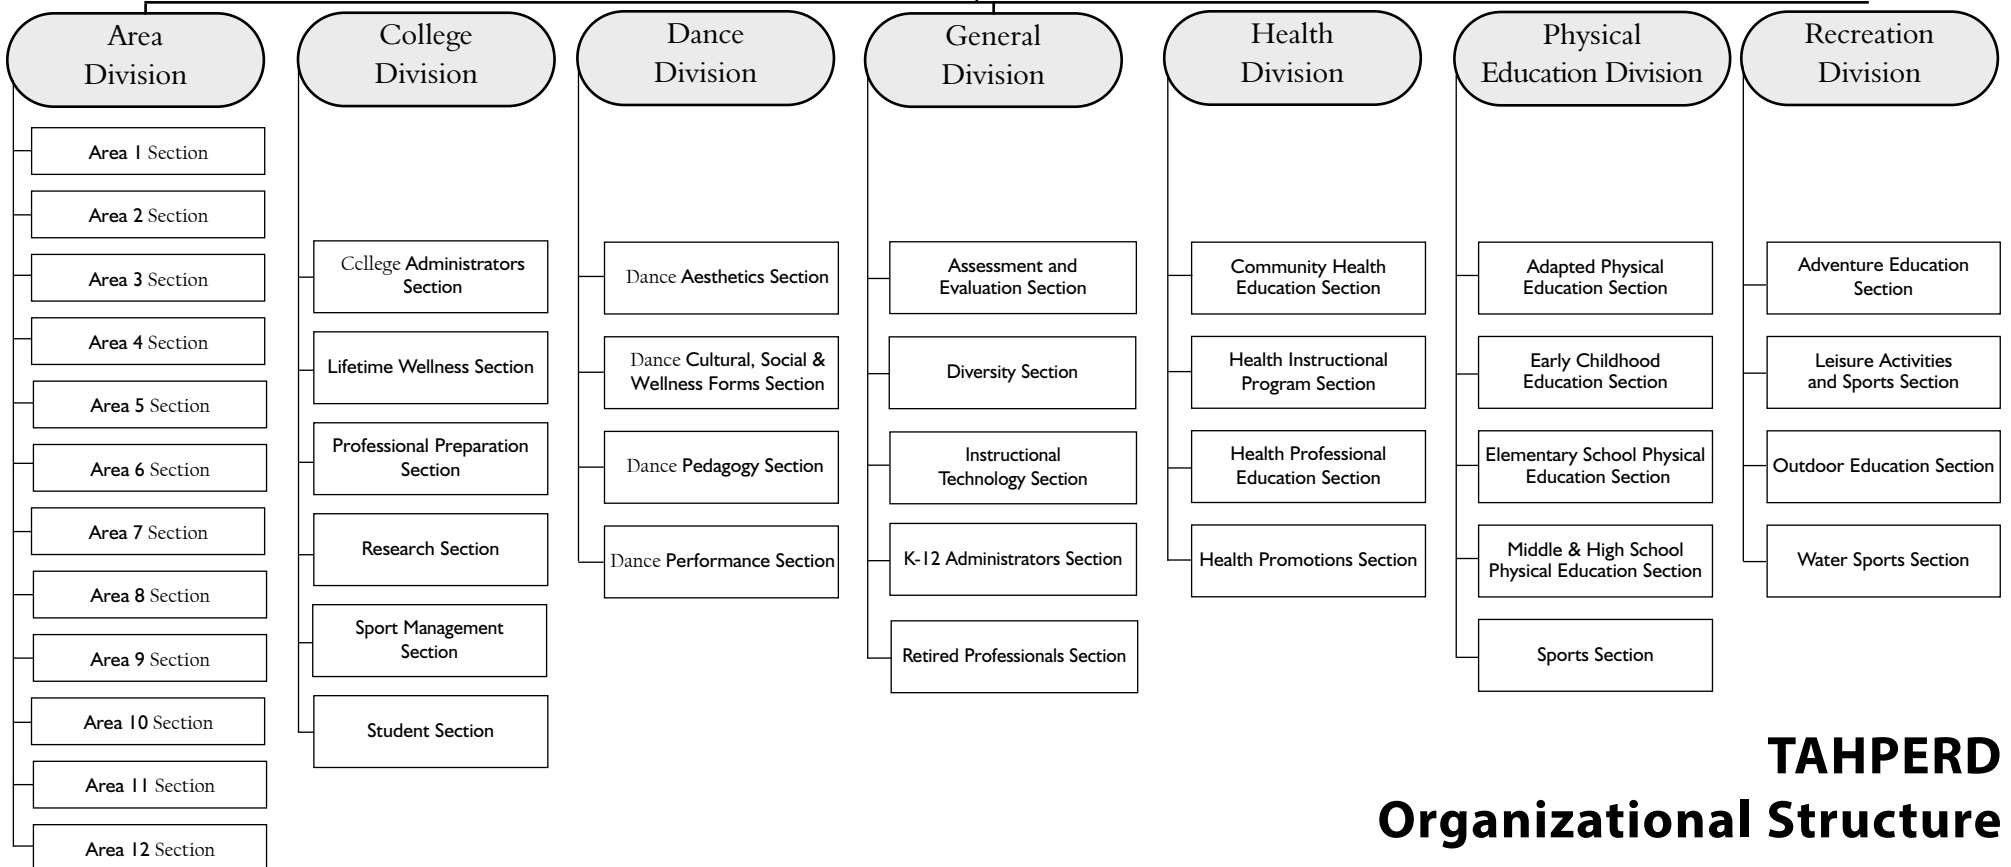 Area
Division
Area 1 Section
Area 2 Section
Area 3 Section
Area 4 Section
Area 5 Section
Area 6 Section
Area 7 Section
Area 8 Section
Area 9 Section
Area 10 Section
Area 11 Section
Area 12 Section
College
Division
College Administrators
Section
Lifetime Wellness Section
Professional Preparation
Section
Research Section
Sport Management
Section
Student Section
Dance
Division
Dance Aesthetics Section
Dance Cultural, Social &
Wellness Forms Section
Dance Pedagogy Section
Dance Performance Section
General
Division
Assessment and
Evaluation Section
Diversity Section
Instructional
Technology Section
K-12 Administrators Section
Retired Professionals Section
Health
Division
Community Health
Education Section
Health Instructional
Program Section
Health Professional
Education Section
Health Promotions Section
Physical
Education Division
Adapted Physical
Education Section
Early Childhood
Education Section
Elementary School Physical
Education Section
Middle & High School
Physical Education Section
Sports Section
Recreation
Division
Adventure Education
Section
Leisure Activities
and Sports Section
Outdoor Education Section
Water Sports Section
TAHPERD
Organizational Structure